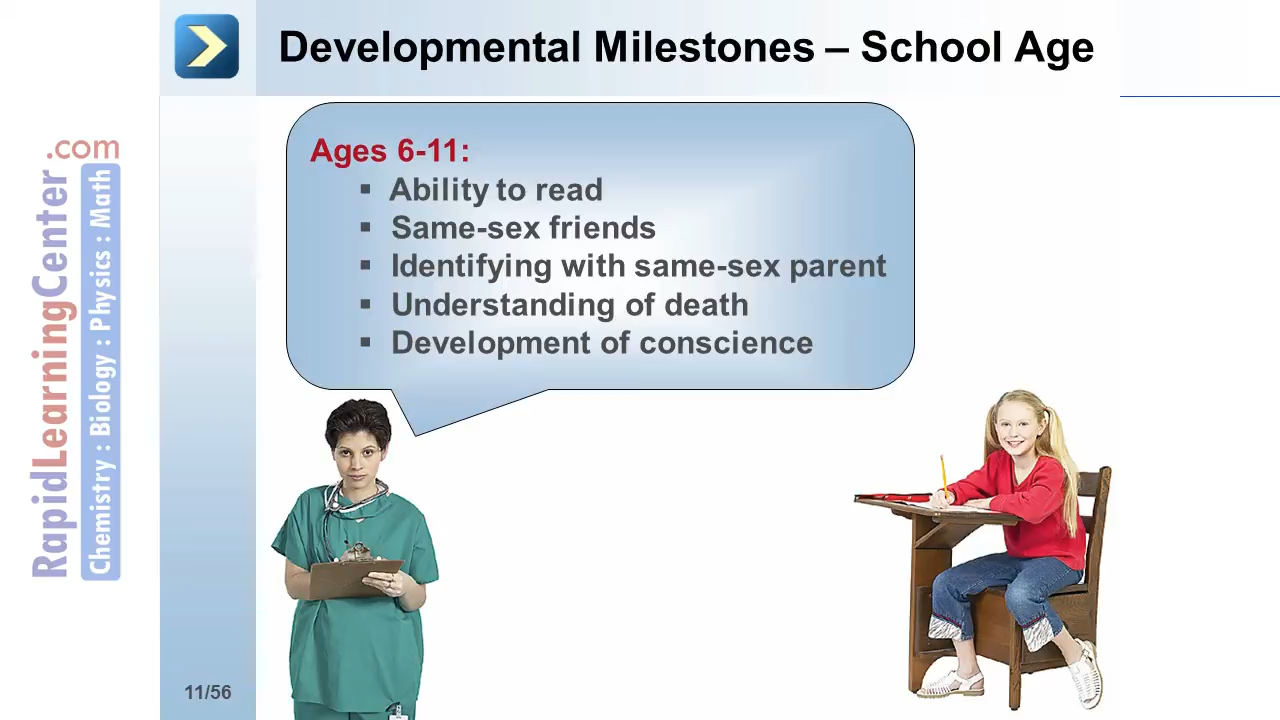 Developmental Milestones – School Age
Ages 6-11:
▪ Ability to read
▪ Same-sex friends
▪ Identifying with same-sex parent
▪ Understanding of death
▪ Development of conscience
RapidLearningCenter.com
Chemistry : Biology : Physics : Math
11/56